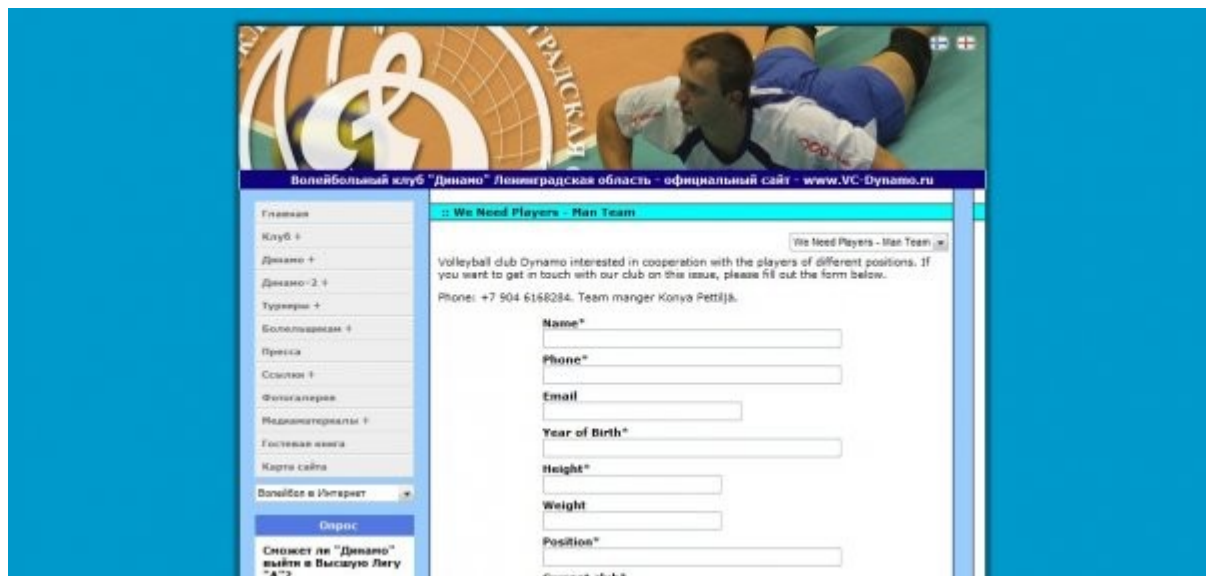 ГРАДСКАЯ
Волейбольный клуб "Динамо" Ленинградская область - официальный сайт - www.VC-Dynamo.ru
Главная
Клуб +
Динамо +
Динамо-2 +
Турниры +
Болельщикам +
Пресса
Ссылки +
Фотогалерея
Медиаматериалы +
Гостевая книга
Карта сайта
Волейбол в Интернет
Опрос
Сможет ли "Динамо"
выйти в Высшую Лигу
"А"?
:: We Need Players - Man Team
We Need Players - Man Team
Volleyball club Dynamo interested in cooperation with the players of different positions. If
you want to get in touch with our club on this issue, please fill out the form below.
Phone: +7 904 6168284. Team manger Konya Pettiljä.
Name*
Phone*
Email
Year of Birth*
Height*
Weight
Position*
Current club*